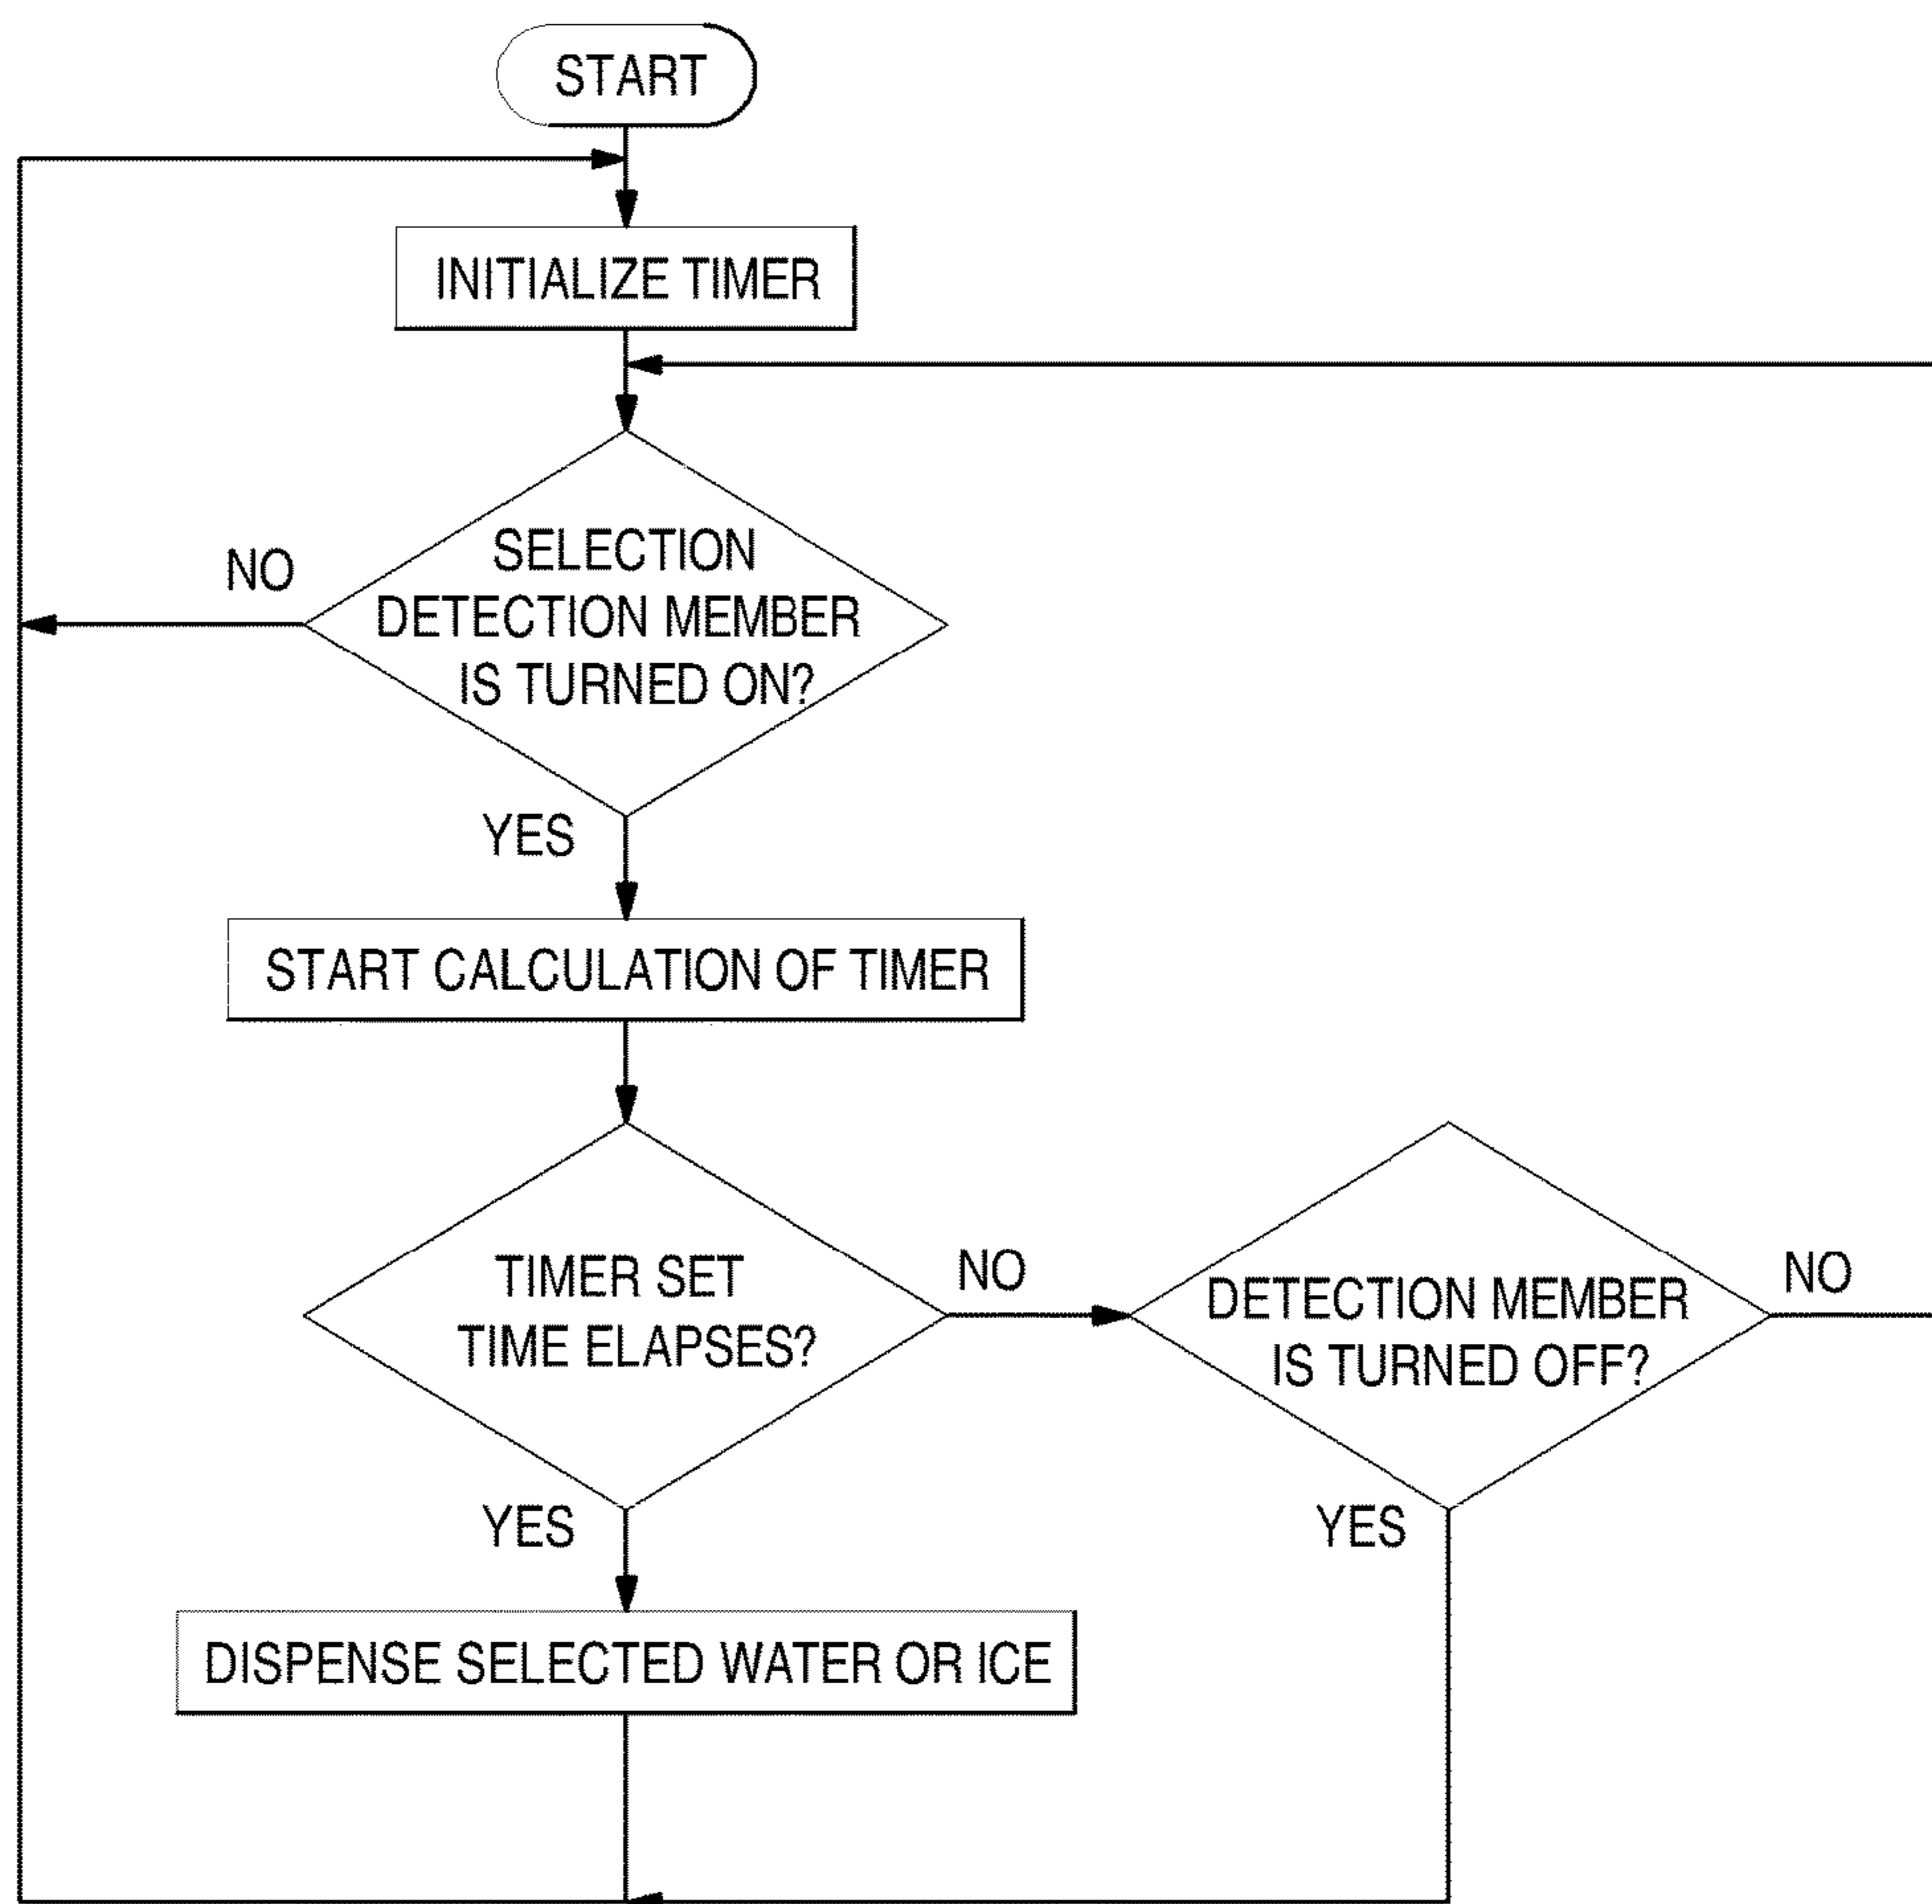 START
INITIALIZE TIMER
SELECTION
DETECTION MEMBER
IS TURNED ON?
NO
YES
START CALCULATION OF TIMER
TIMER SET
TIME ELAPSES?
NO
DETECTION MEMBER
IS TURNED OFF?
NO
YES
YES
DISPENSE SELECTED WATER OR ICE